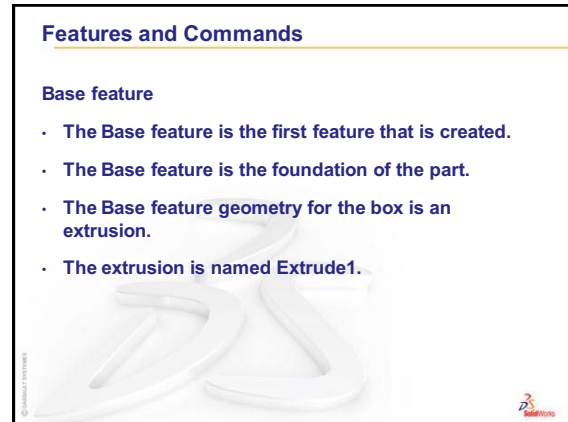 Features and Commands
Base feature
• The Base feature is the first feature that is created.
• The Base feature is the foundation of the part.
• The Base feature geometry for the box is an
extrusion.
• The extrusion is named Extrude1.
© DASSAULT SYSTEMES
SolidWorks